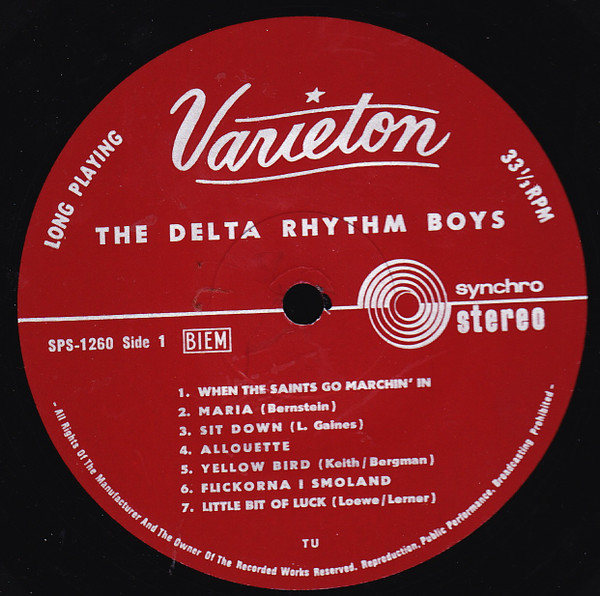 Varieton
LONG PLAYING
33 1/3 RPM
THE DELTA RHYTHM BOYS
synchro
stereo
SPS-1260 Side 1 BIEM
1. WHEN THE SAINTS GO MARCHIN' IN
2. MARIA (Bernstein)
3. SIT DOWN (L. Gaines)
4. ALLOUETTE
5. YELLOW BIRD (Keith/Bergman)
6. FLICKORNA I SMOLAND
7. LITTLE BIT OF LUCK (Loewe/Lerner)
TU
- All Rights Of The Manufacturer And The Owner Of The Recorded Works Reserved. Reproduction, Public Performance, Broadcasting Prohibited -